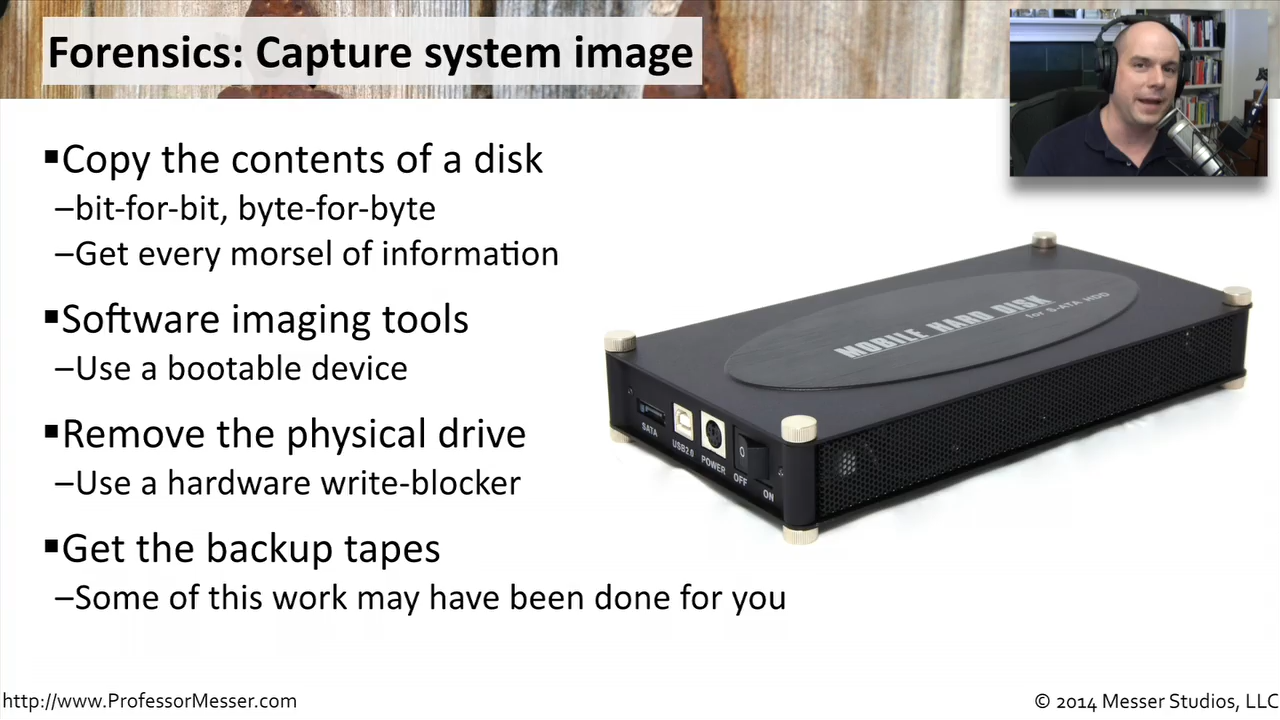 Forensics: Capture system image
▪Copy the contents of a disk
–bit-for-bit, byte-for-byte
–Get every morsel of information
▪Software imaging tools
–Use a bootable device
▪Remove the physical drive
–Use a hardware write-blocker
▪Get the backup tapes
–Some of this work may have been done for you
MOBILE HARD DISK
for S-ATA HDD
SATA
USB2.0
POWER
OFF
ON
http://www.ProfessorMesser.com
© 2014 Messer Studios, LLC